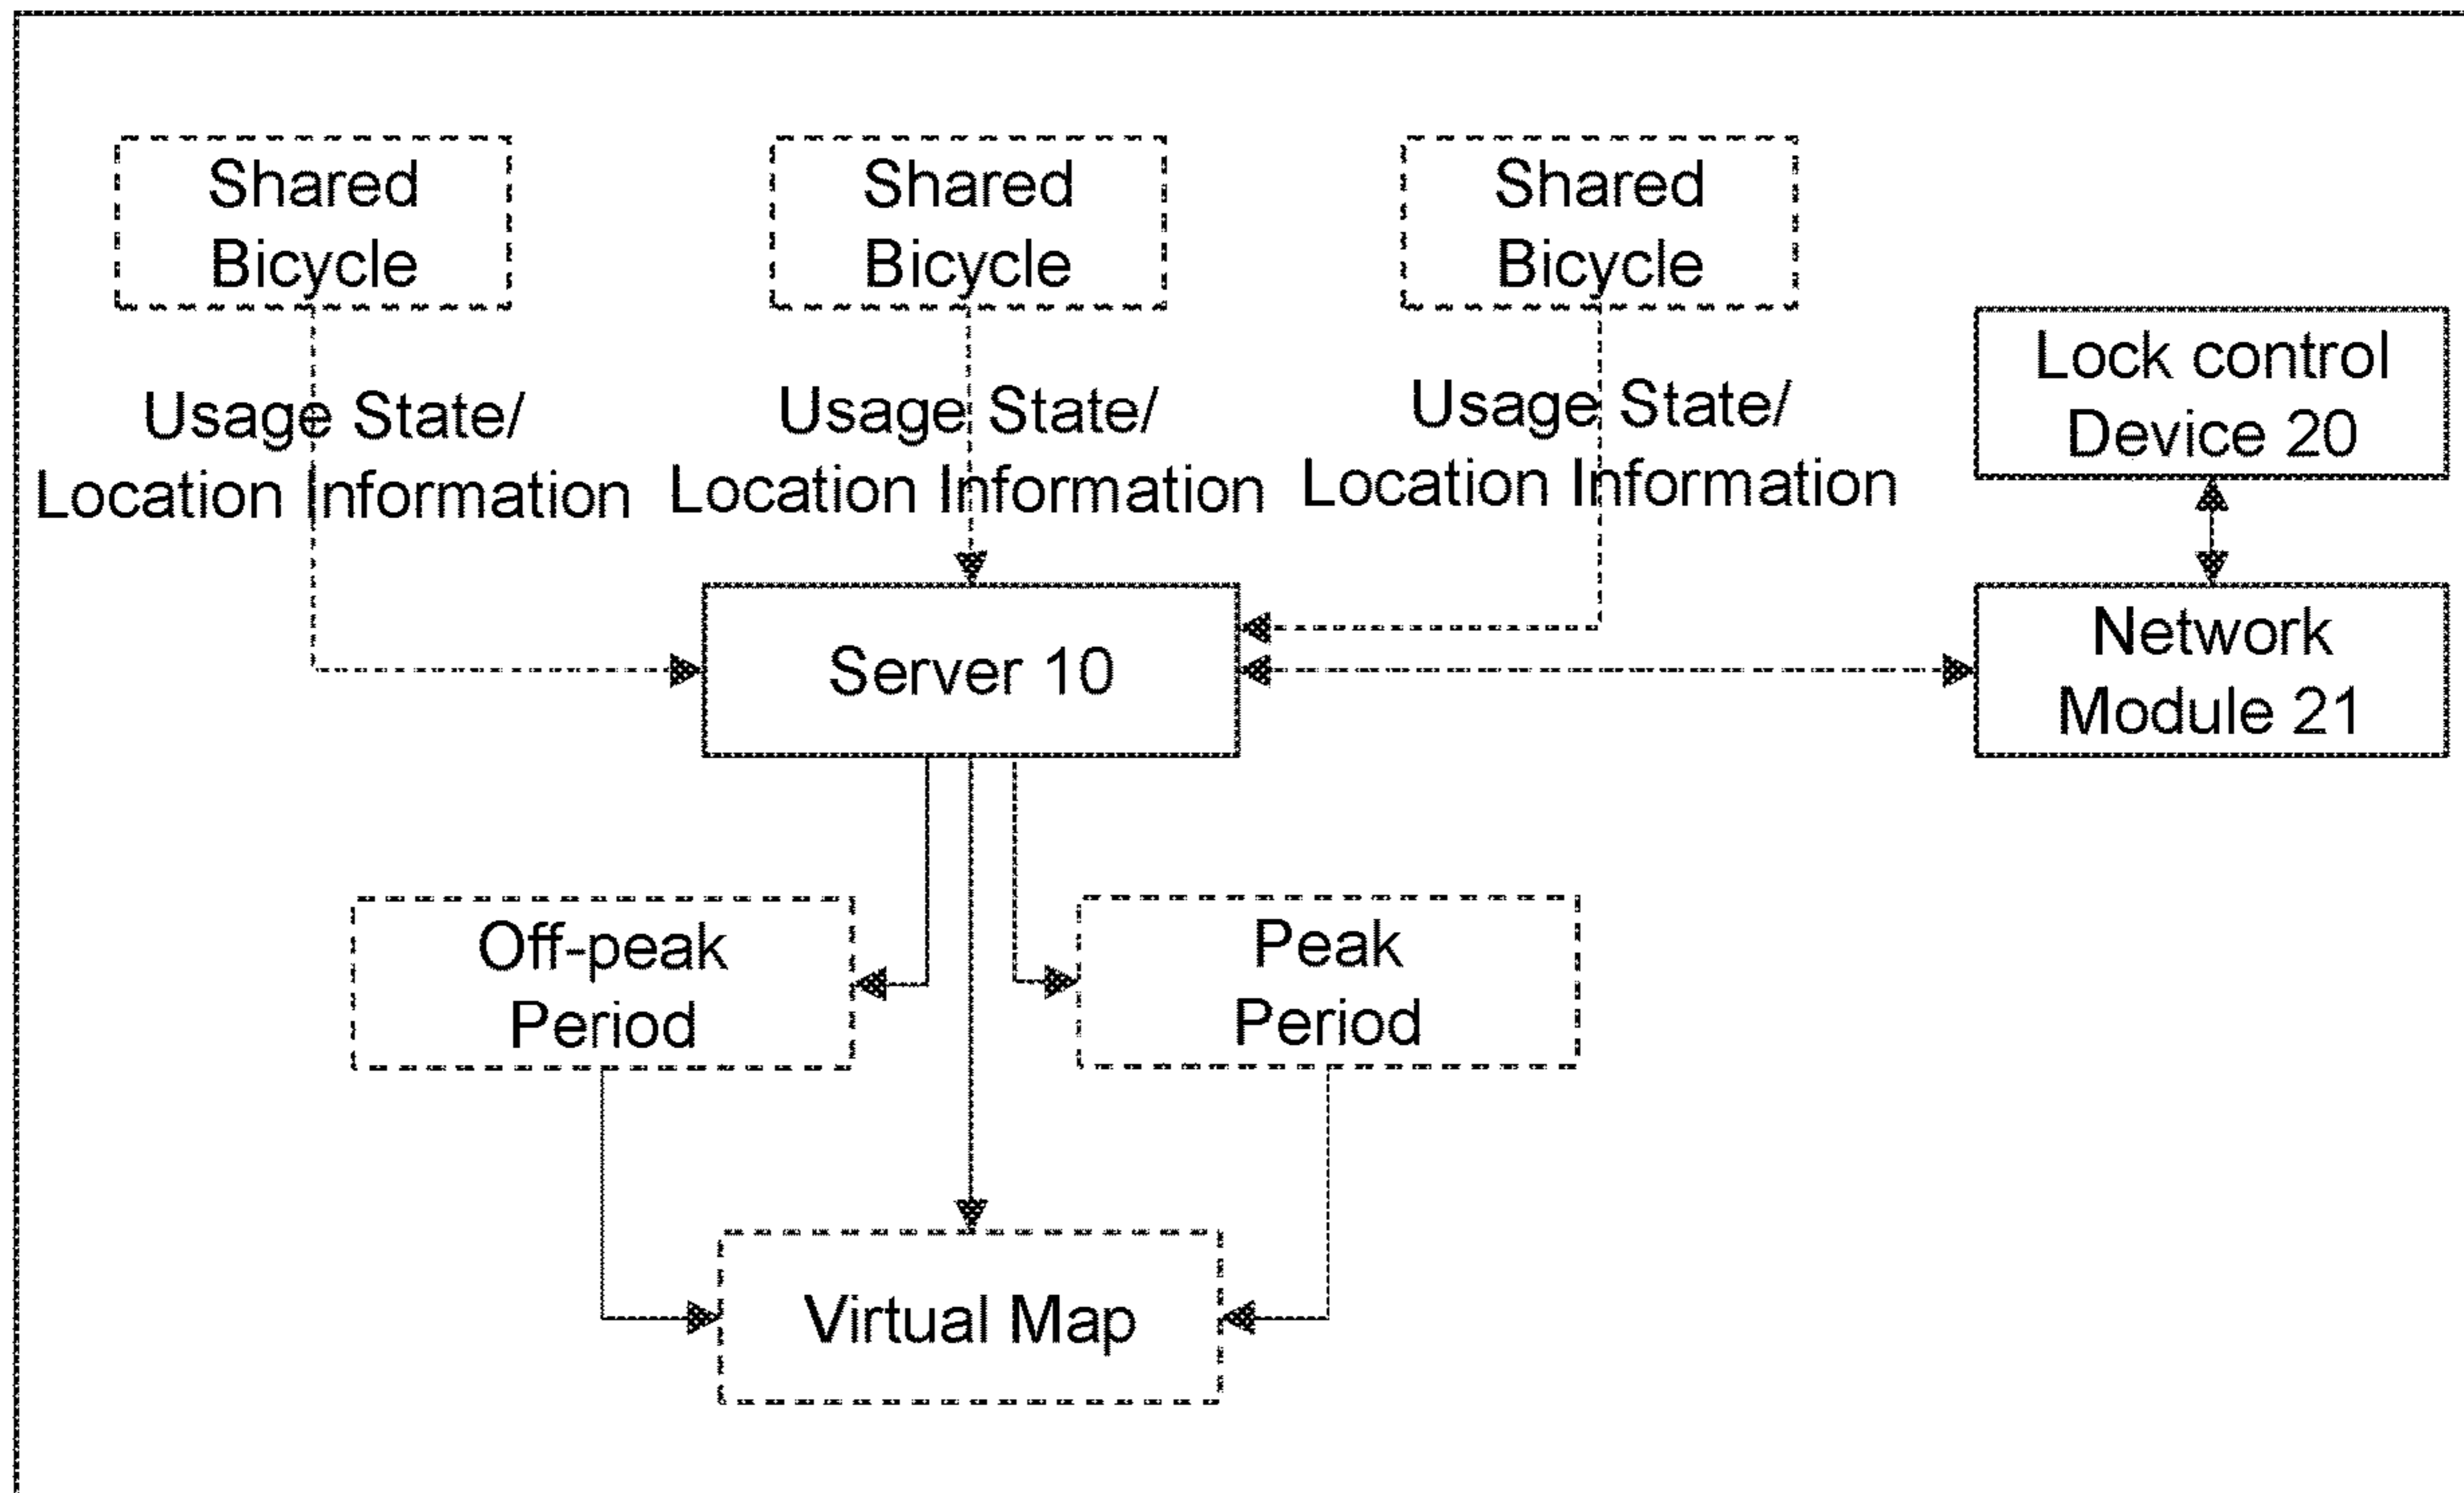 Shared
Bicycle
Shared
Bicycle
Shared
Bicycle
Usage State/
Location Information
Usage State/
Location Information
Usage State/
Location Information
Lock control
Device 20
Server 10
Network
Module 21
Off-peak
Period
Peak
Period
Virtual Map